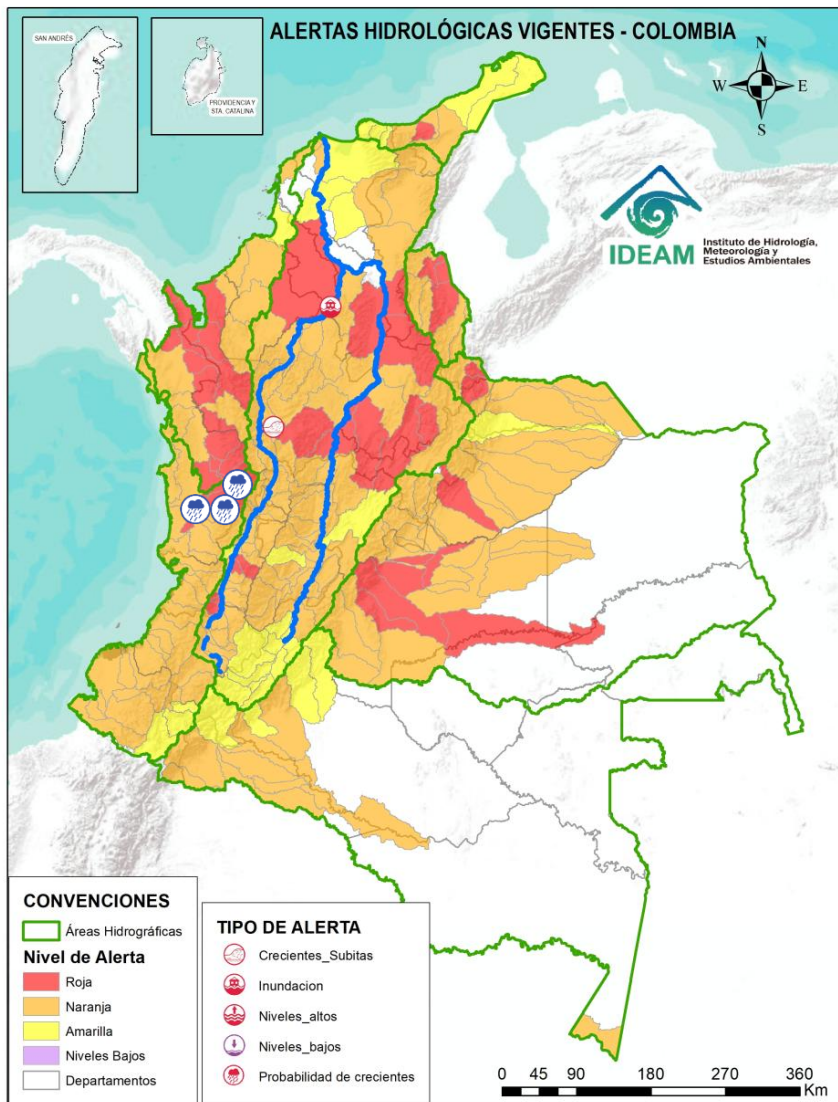 ALERTAS HIDROLÓGICAS VIGENTES - COLOMBIA
SAN ANDRÉS
PROVIDENCIA Y
STA. CATALINA
N
W
E
S
IDEAM
Instituto de Hidrología,
Meteorología y
Estudios Ambientales
CONVENCIONES
Áreas Hidrográficas
Nivel de Alerta
Roja
Naranja
Amarilla
Niveles Bajos
Departamentos
TIPO DE ALERTA
Crecientes_Subitas
Inundacion
Niveles_altos
Niveles_bajos
Probabilidad de crecientes
0 45 90 180 270 360
Km